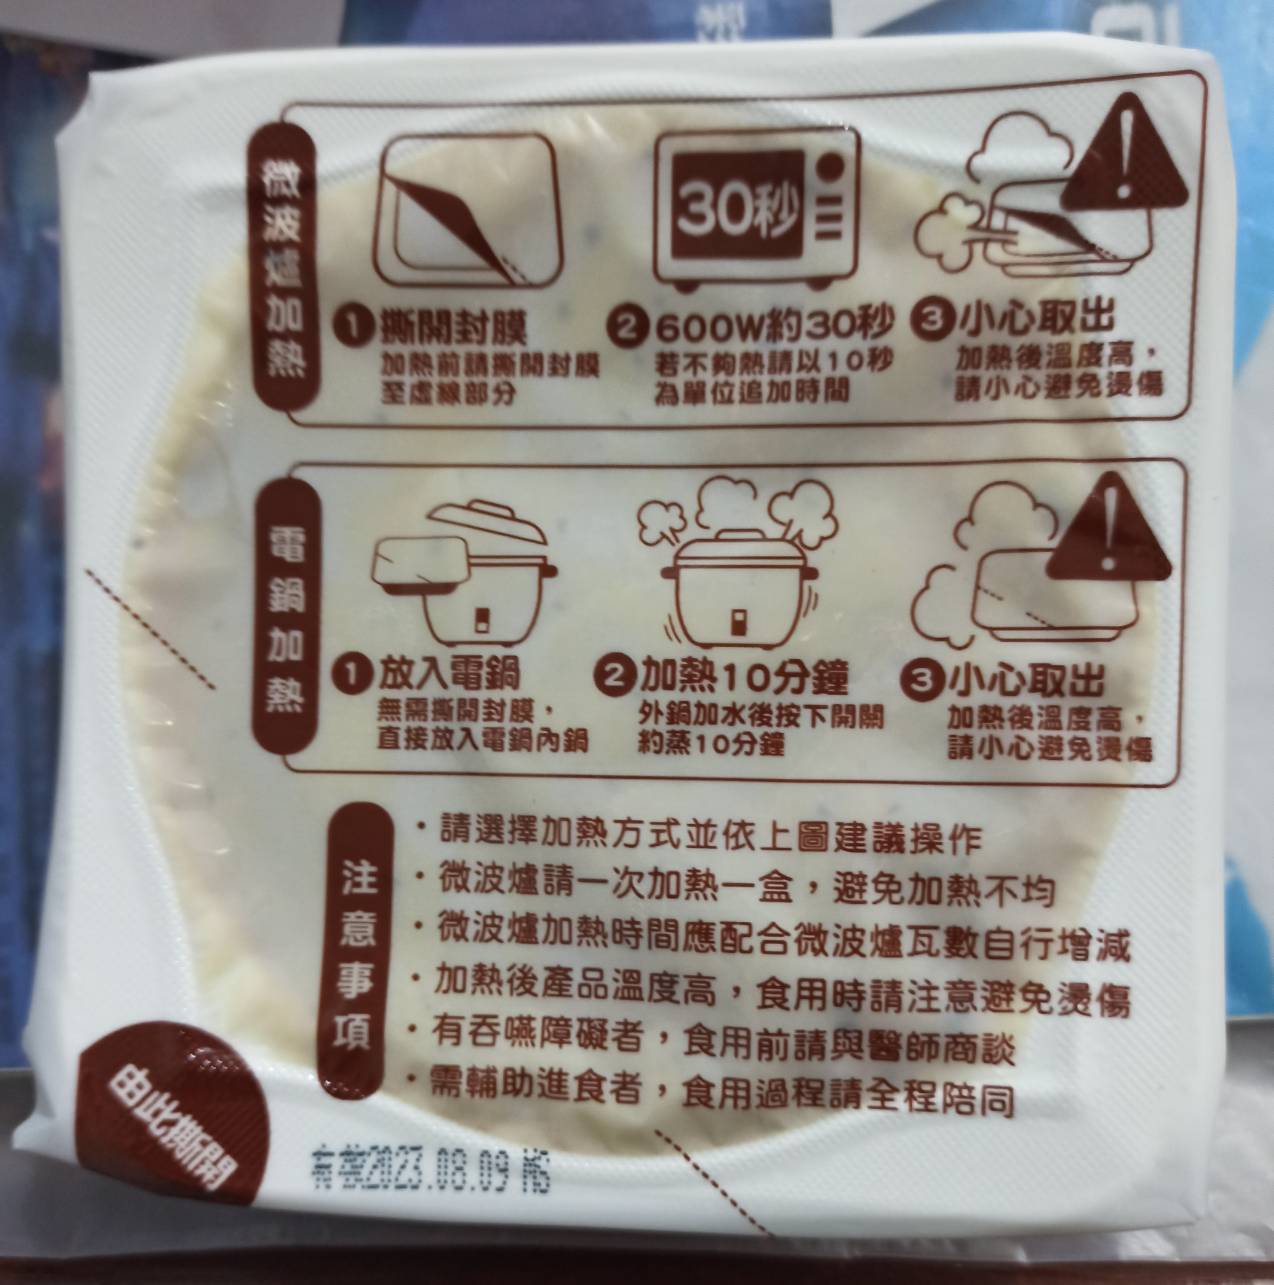 微波爐加熱
30秒
1撕開封膜
加熱前請撕開封膜
至虛線部分
2600W約30秒
若不夠熱請以10秒
為單位追加時間
3小心取出
加熱後溫度高，
請小心避免燙傷
電鍋加熱
1放入電鍋
無需撕開封膜，
直接放入電鍋內鍋
2加熱10分鐘
外鍋加水後按下開關
約蒸10分鐘
3小心取出
加熱後溫度高，
請小心避免燙傷
注意事項
・請選擇加熱方式並依上圖建議操作
・微波爐請一次加熱一盒，避免加熱不均
・微波爐加熱時間應配合微波爐瓦數自行增減
・加熱後產品溫度高，食用時請注意避免燙傷
・有吞嚥障礙者，食用前請與醫師商談
・需輔助進食者，食用過程請全程陪同
由此撕開
有效2023.08.09